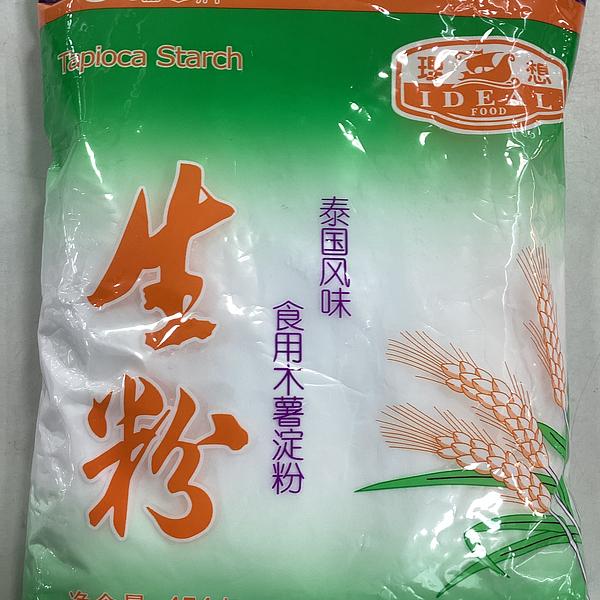 Tapioca Starch
理想
IDEAL
FOOD
生粉
泰国风味
食用木薯淀粉